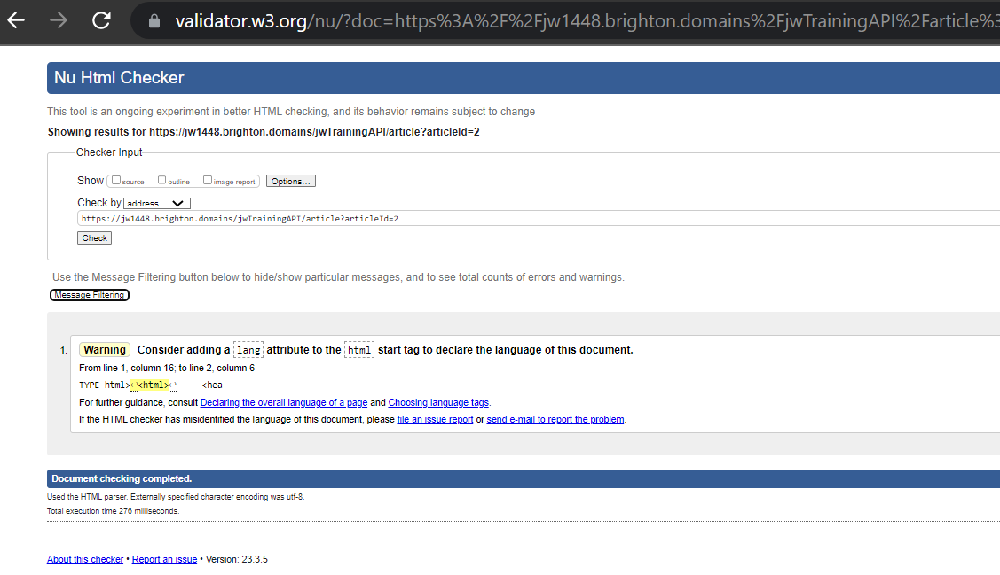 validator.w3.org/nu/?doc=https%3A%2F%2Fjw1448.brighton.domains%2FjwTrainingAPI%2Farticle%3
Nu Html Checker
This tool is an ongoing experiment in better HTML checking, and its behavior remains subject to change
Showing results for https://jw1448.brighton.domains/jwTrainingAPI/article?articleId=2
Checker Input
Show source outline image report Options...
Check by address
https://jw1448.brighton.domains/jwTrainingAPI/article?articleId=2
Check
Use the Message Filtering button below to hide/show particular messages, and to see total counts of errors and warnings.
Message Filtering
1. Warning Consider adding a lang attribute to the html start tag to declare the language of this document.
From line 1, column 16; to line 2, column 6
TYPE html>↩<html>↩ <hea
For further guidance, consult Declaring the overall language of a page and Choosing language tags.
If the HTML checker has misidentified the language of this document, please file an issue report or send e-mail to report the problem.
Document checking completed.
Used the HTML parser. Externally specified character encoding was utf-8.
Total execution time 276 milliseconds.
About this checker • Report an issue • Version: 23.3.5